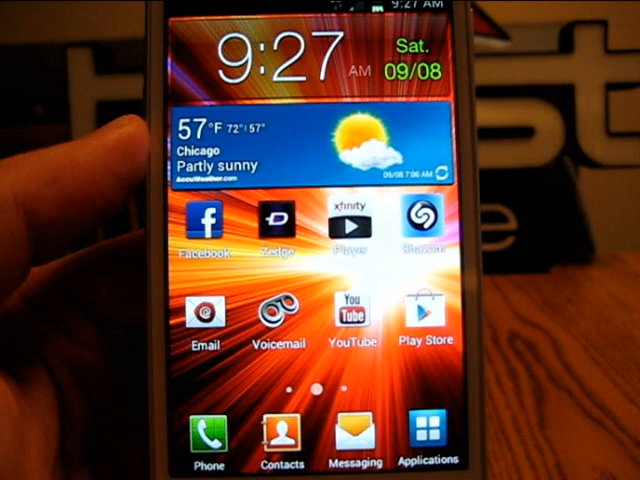 9:27 AM
9:27 AM
Sat.
09/08
57°F 72°|57°
Chicago
Partly sunny
AccuWeather.com
09/08 7:06 AM
xfinity
Facebook
Zedge
Player
Shazam
You
Tube
Email
Voicemail
YouTube
Play Store
Phone
Contacts
Messaging
Applications
st
e